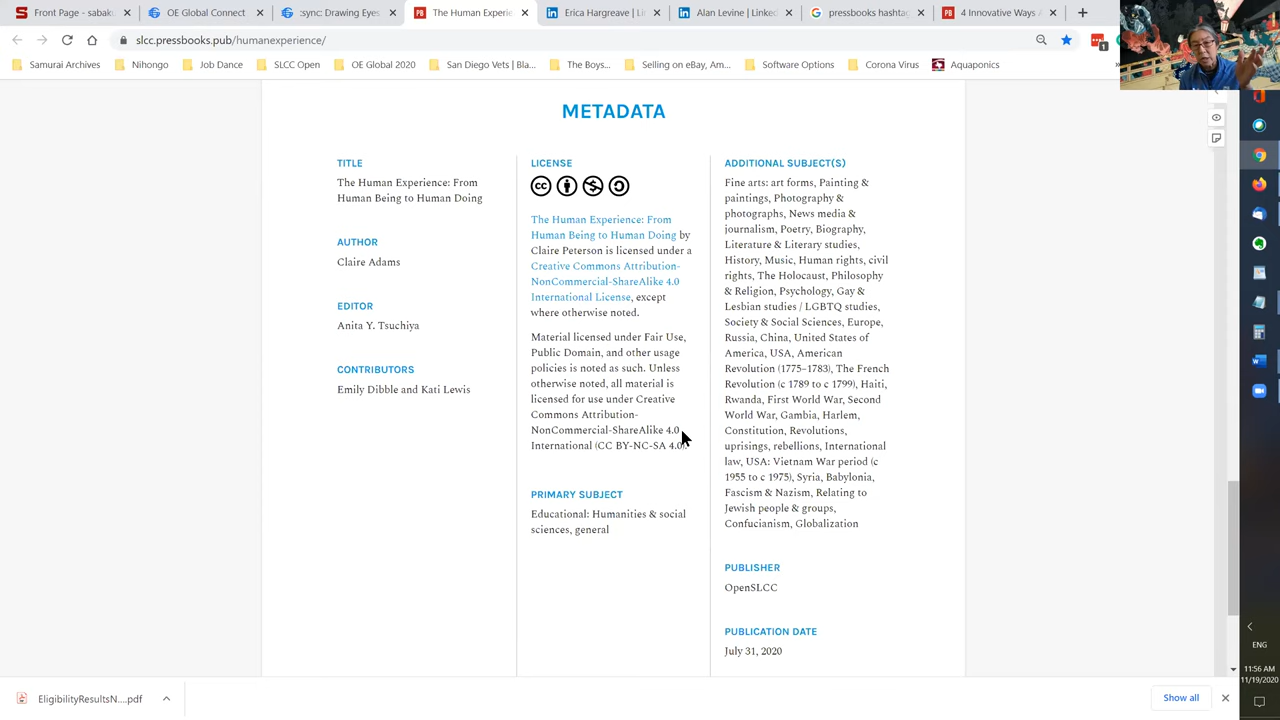 Front Page - sabak
OE Global Connect
:sync: Drawing Eyes
The Human Experie
Erica Hargreave | L
Alan Levine | Linked
press books Pentago
4 Innovative Ways A
slcc.pressbooks.pub/humanexperience/
Samurai Archives
Nihongo
Job Dance
SLCC Open
OE Global 2020
San Diego Vets | Bla...
The Boys...
Selling on eBay, Am...
Software Options
Corona Virus
Aquaponics
METADATA
TITLE
The Human Experience: From
Human Being to Human Doing
AUTHOR
Claire Adams
EDITOR
Anita Y. Tsuchiya
CONTRIBUTORS
Emily Dibble and Kati Lewis
LICENSE
The Human Experience: From
Human Being to Human Doing by
Claire Peterson is licensed under a
Creative Commons Attribution-
NonCommercial-ShareAlike 4.0
International License, except
where otherwise noted.
Material licensed under Fair Use,
Public Domain, and other usage
policies is noted as such. Unless
otherwise noted, all material is
licensed for use under Creative
Commons Attribution-
NonCommercial-ShareAlike 4.0
International (CC BY-NC-SA 4.0).
PRIMARY SUBJECT
Educational: Humanities & social
sciences, general
ADDITIONAL SUBJECT(S)
Fine arts: art forms, Painting &
paintings, Photography &
photographs, News media &
journalism, Poetry, Biography,
Literature & Literary studies,
History, Music, Human rights, civil
rights, The Holocaust, Philosophy
& Religion, Psychology, Gay &
Lesbian studies / LGBTQ studies,
Society & Social Sciences, Europe,
Russia, China, United States of
America, USA, American
Revolution (1775–1783), The French
Revolution (c 1789 to c 1799), Haiti,
Rwanda, First World War, Second
World War, Gambia, Harlem,
Constitution, Revolutions,
uprisings, rebellions, International
law, USA: Vietnam War period (c
1955 to c 1975), Syria, Babylonia,
Fascism & Nazism, Relating to
Jewish people & groups,
Confucianism, Globalization
PUBLISHER
OpenSLCC
PUBLICATION DATE
July 31, 2020
ENG
11:56 AM
11/19/2020
EligibilityResultsN....pdf
Show all